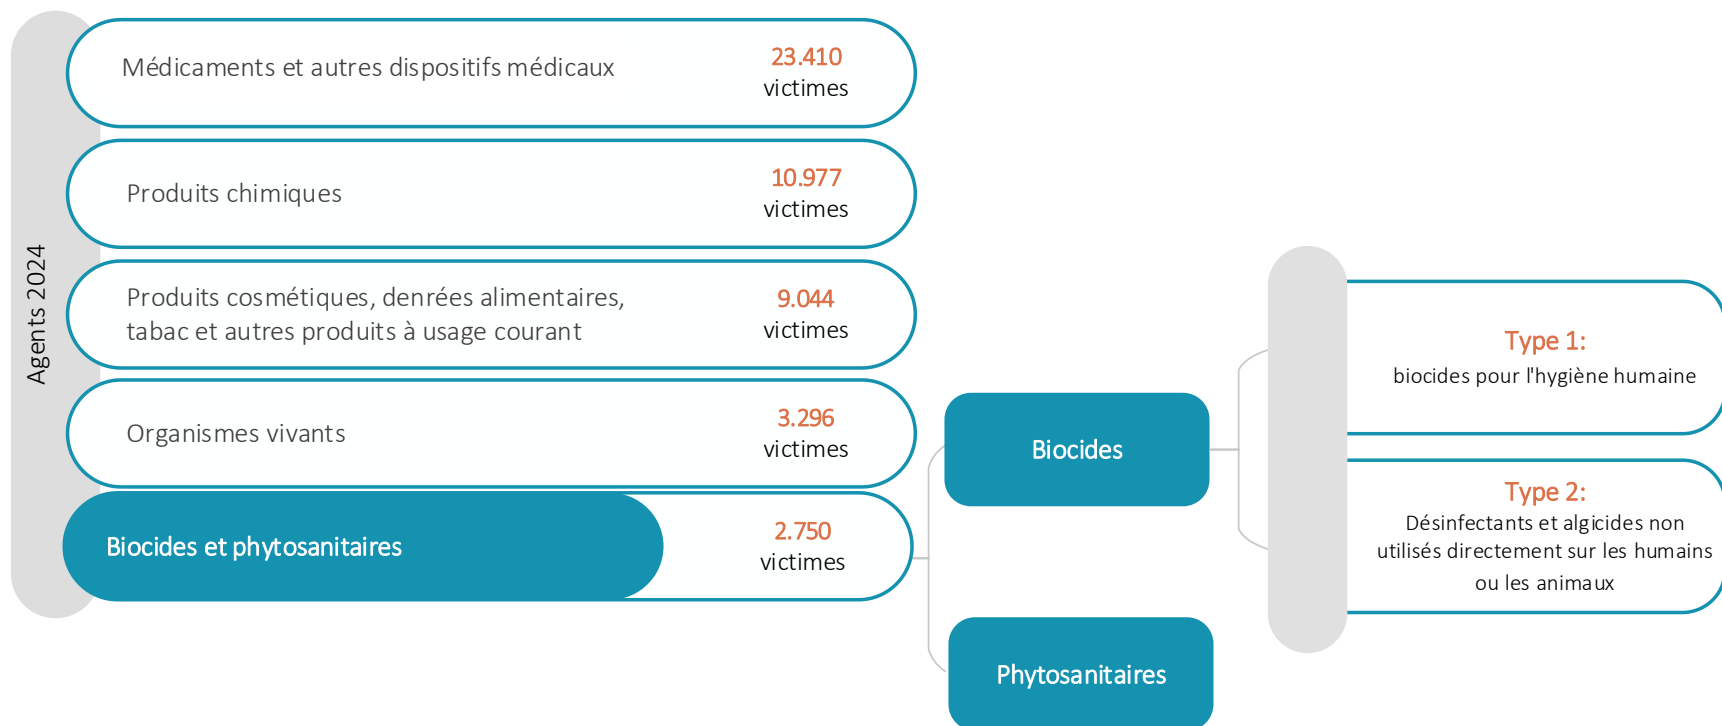 Agents 2024
Médicaments et autres dispositifs médicaux
23.410
victimes
Produits chimiques
10.977
victimes
Produits cosmétiques, denrées alimentaires,
tabac et autres produits à usage courant
9.044
victimes
Organismes vivants
3.296
victimes
Biocides et phytosanitaires
2.750
victimes
Biocides
Phytosanitaires
Type 1:
biocides pour l'hygiène humaine
Type 2:
Désinfectants et algicides non
utilisés directement sur les humains
ou les animaux